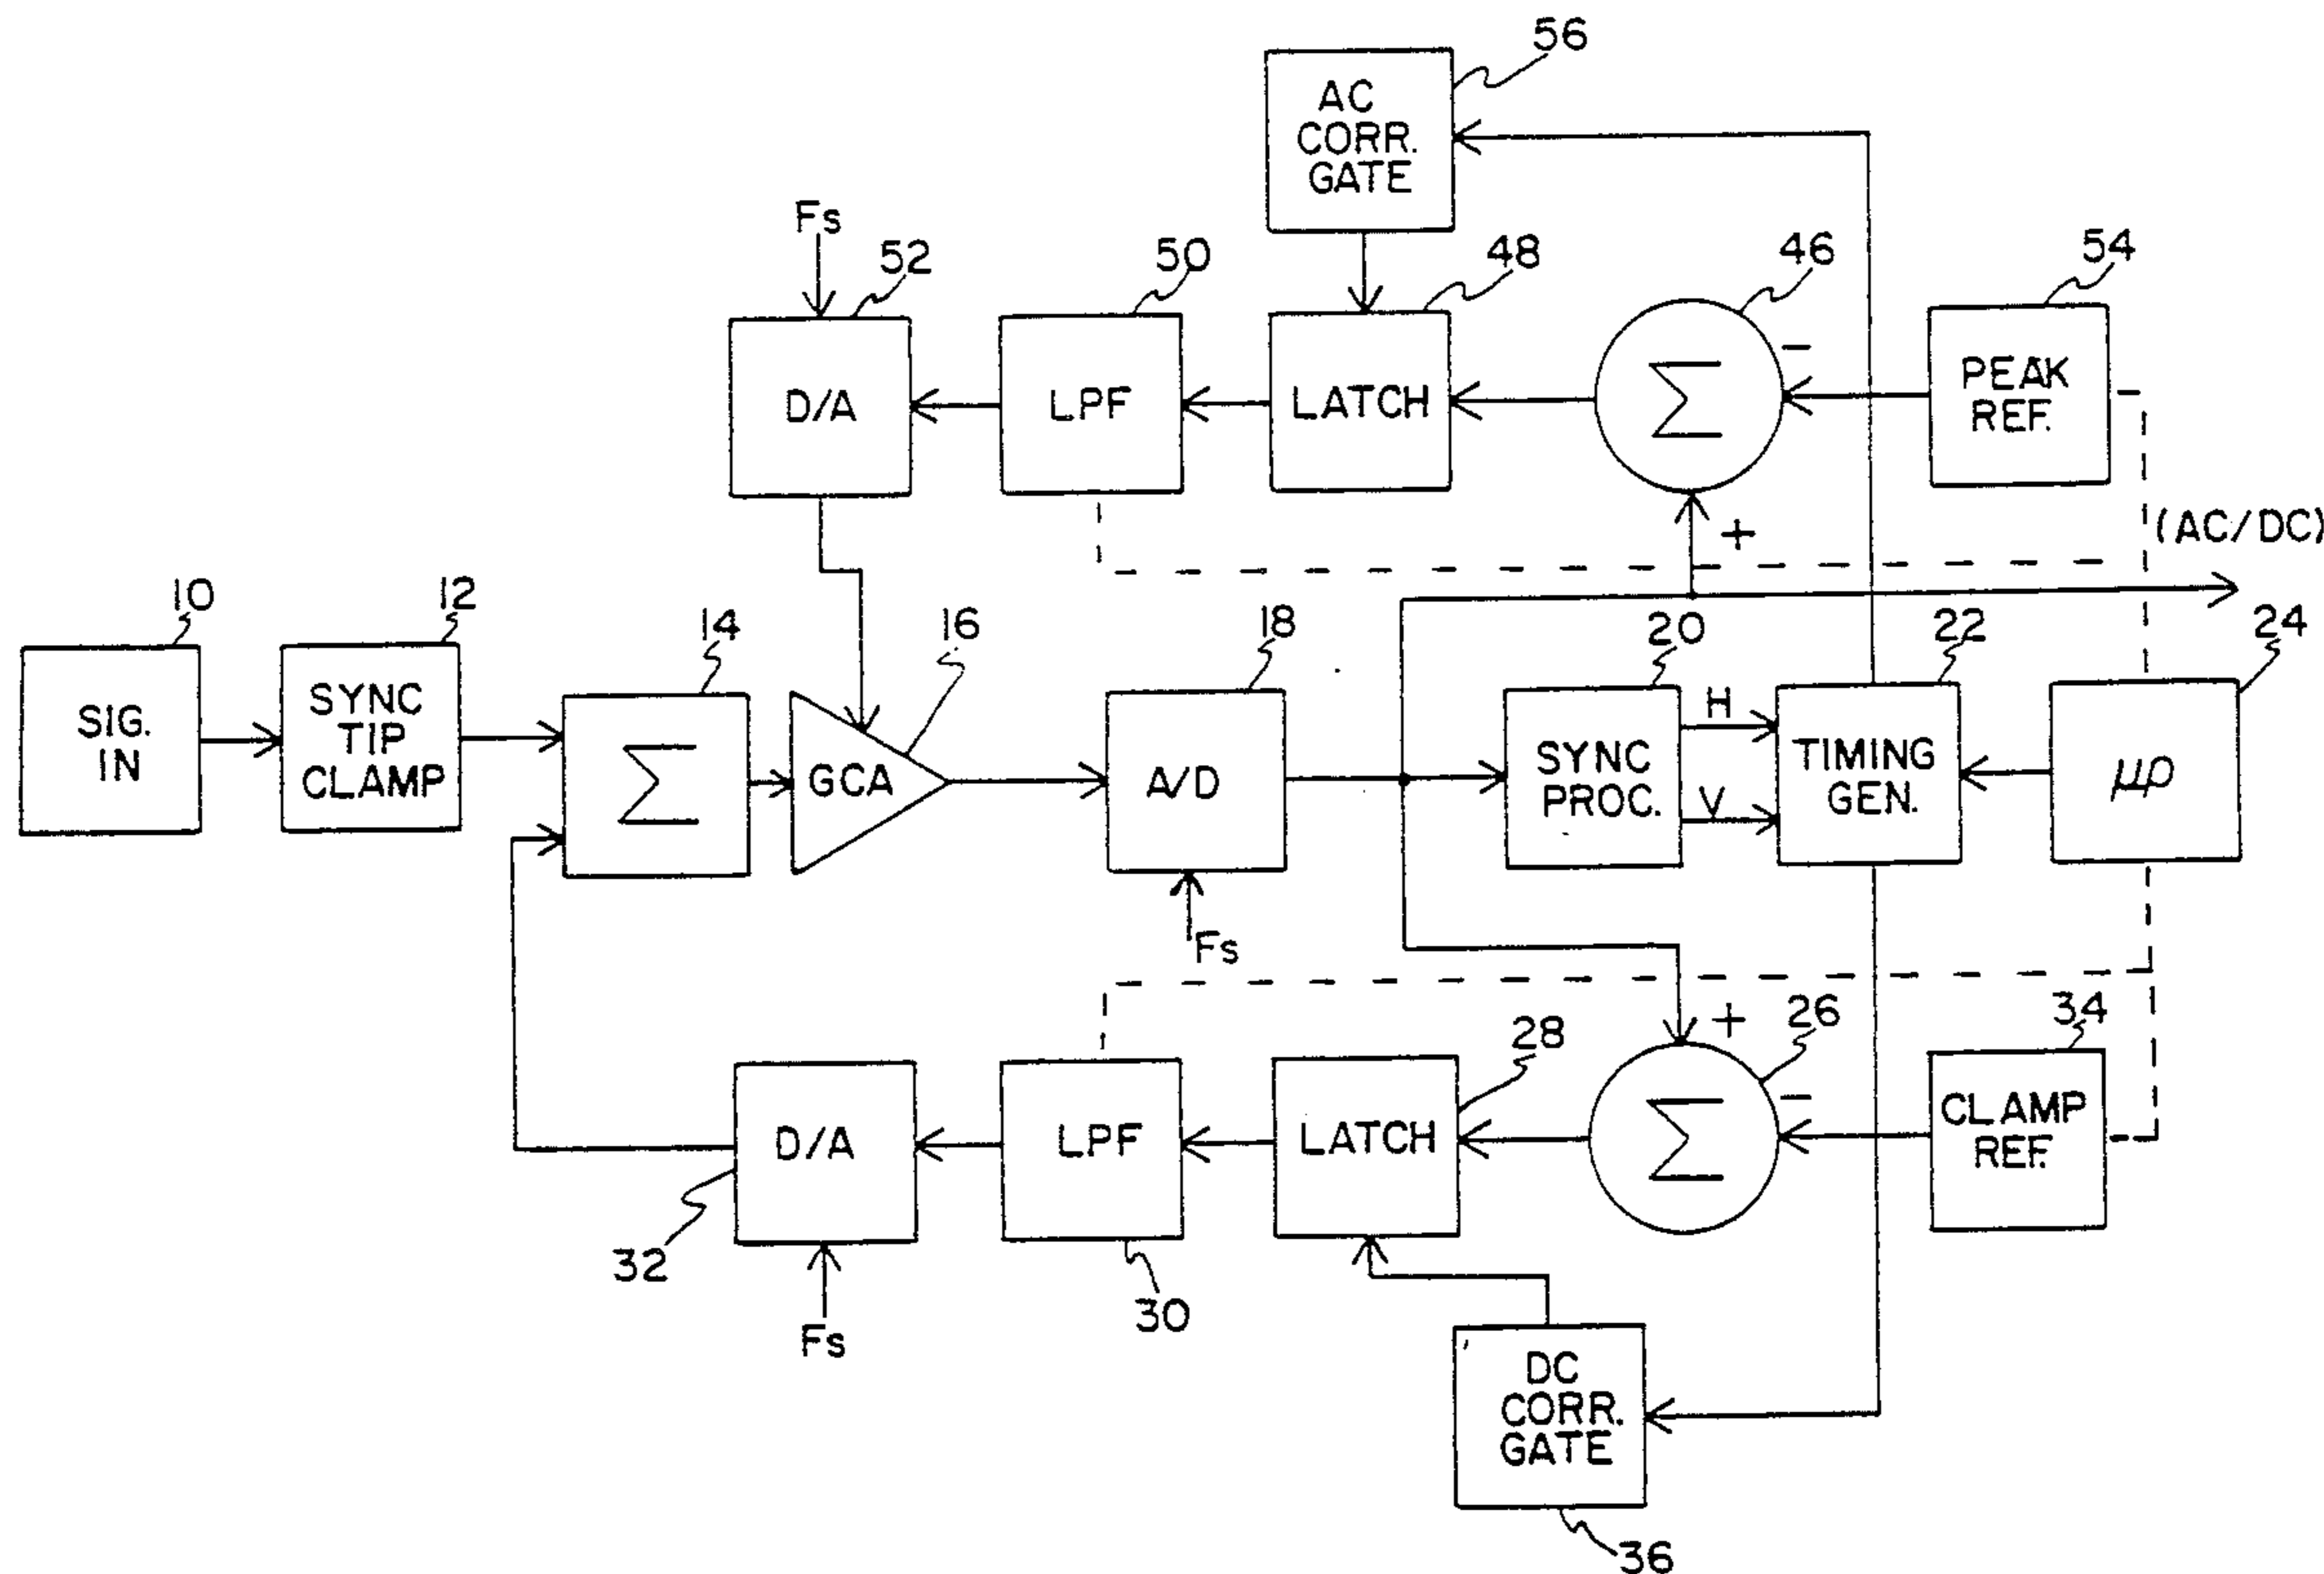 56
AC
CORR.
GATE
Fs
52
50
48
46
54
D/A
LPF
LATCH
Σ
−
PEAK
REF.
+
(AC/DC)
10
12
14
16
18
20
22
24
SIG.
IN
SYNC
TIP
CLAMP
Σ
GCA
A/D
SYNC
PROC.
H
V
TIMING
GEN.
μp
Fs
34
+
26
28
−
D/A
LPF
LATCH
Σ
CLAMP
REF.
32
30
Fs
DC
CORR.
GATE
36